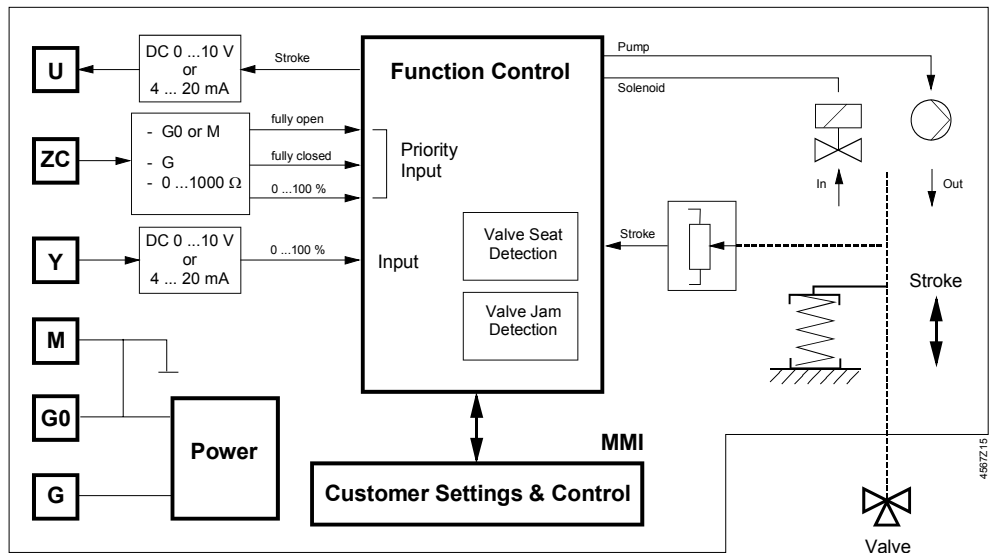 U
DC 0 ...10 V
or
4 ... 20 mA
Stroke
Function Control
Pump
Solenoid
ZC
- G0 or M
- G
- 0 ...1000 Ω
fully open
fully closed
0 ...100 %
Priority
Input
In
Out
Y
DC 0 ...10 V
or
4 ... 20 mA
0 ...100 %
Input
Valve Seat
Detection
Valve Jam
Detection
Stroke
Stroke
M
G0
G
Power
MMI
Customer Settings & Control
Valve
4567Z15